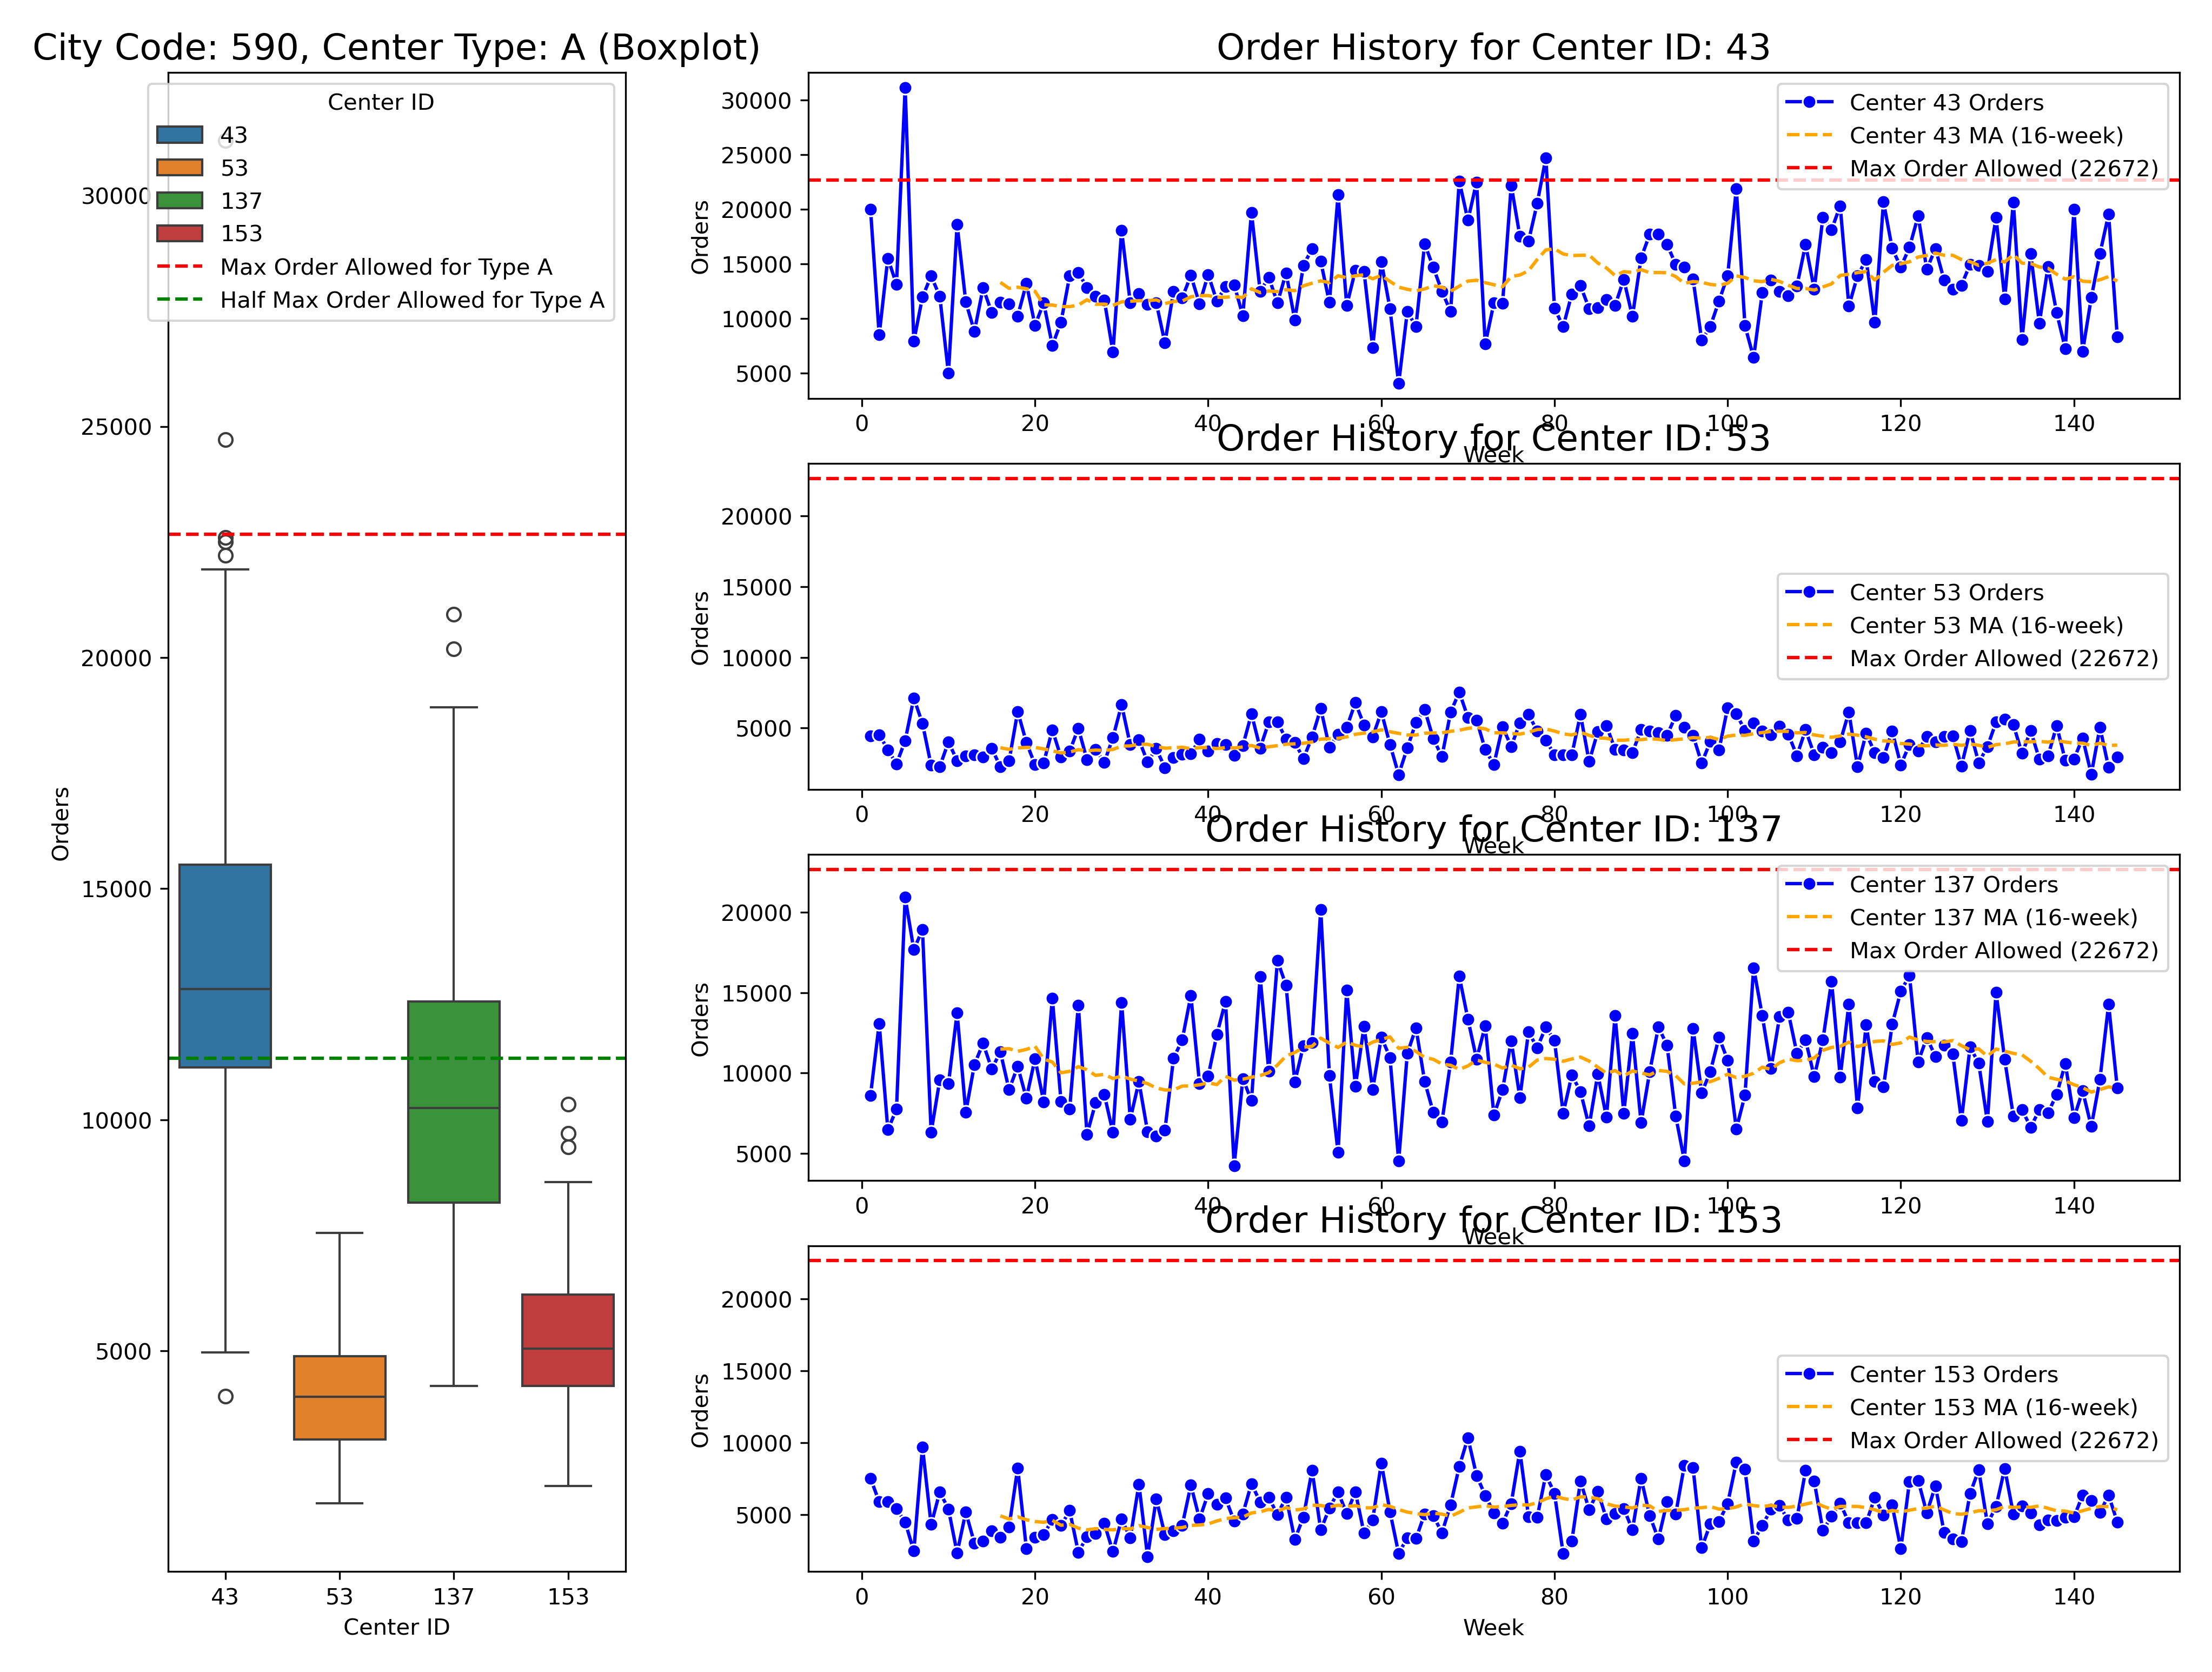 City Code: 590, Center Type: A (Boxplot)
Center ID
43
53
137
153
Max Order Allowed for Type A
Half Max Order Allowed for Type A
30000
25000
20000
15000
10000
5000
Orders
43 53 137 153
Center ID
Order History for Center ID: 43
Center 43 Orders
Center 43 MA (16-week)
Max Order Allowed (22672)
30000
25000
20000
15000
10000
5000
Orders
0 20 40 60 80 100 120 140
Week
Order History for Center ID: 53
Center 53 Orders
Center 53 MA (16-week)
Max Order Allowed (22672)
20000
15000
10000
5000
Orders
0 20 40 60 80 100 120 140
Week
Order History for Center ID: 137
Center 137 Orders
Center 137 MA (16-week)
Max Order Allowed (22672)
20000
15000
10000
5000
Orders
0 20 40 60 80 100 120 140
Week
Order History for Center ID: 153
Center 153 Orders
Center 153 MA (16-week)
Max Order Allowed (22672)
20000
15000
10000
5000
Orders
0 20 40 60 80 100 120 140
Week